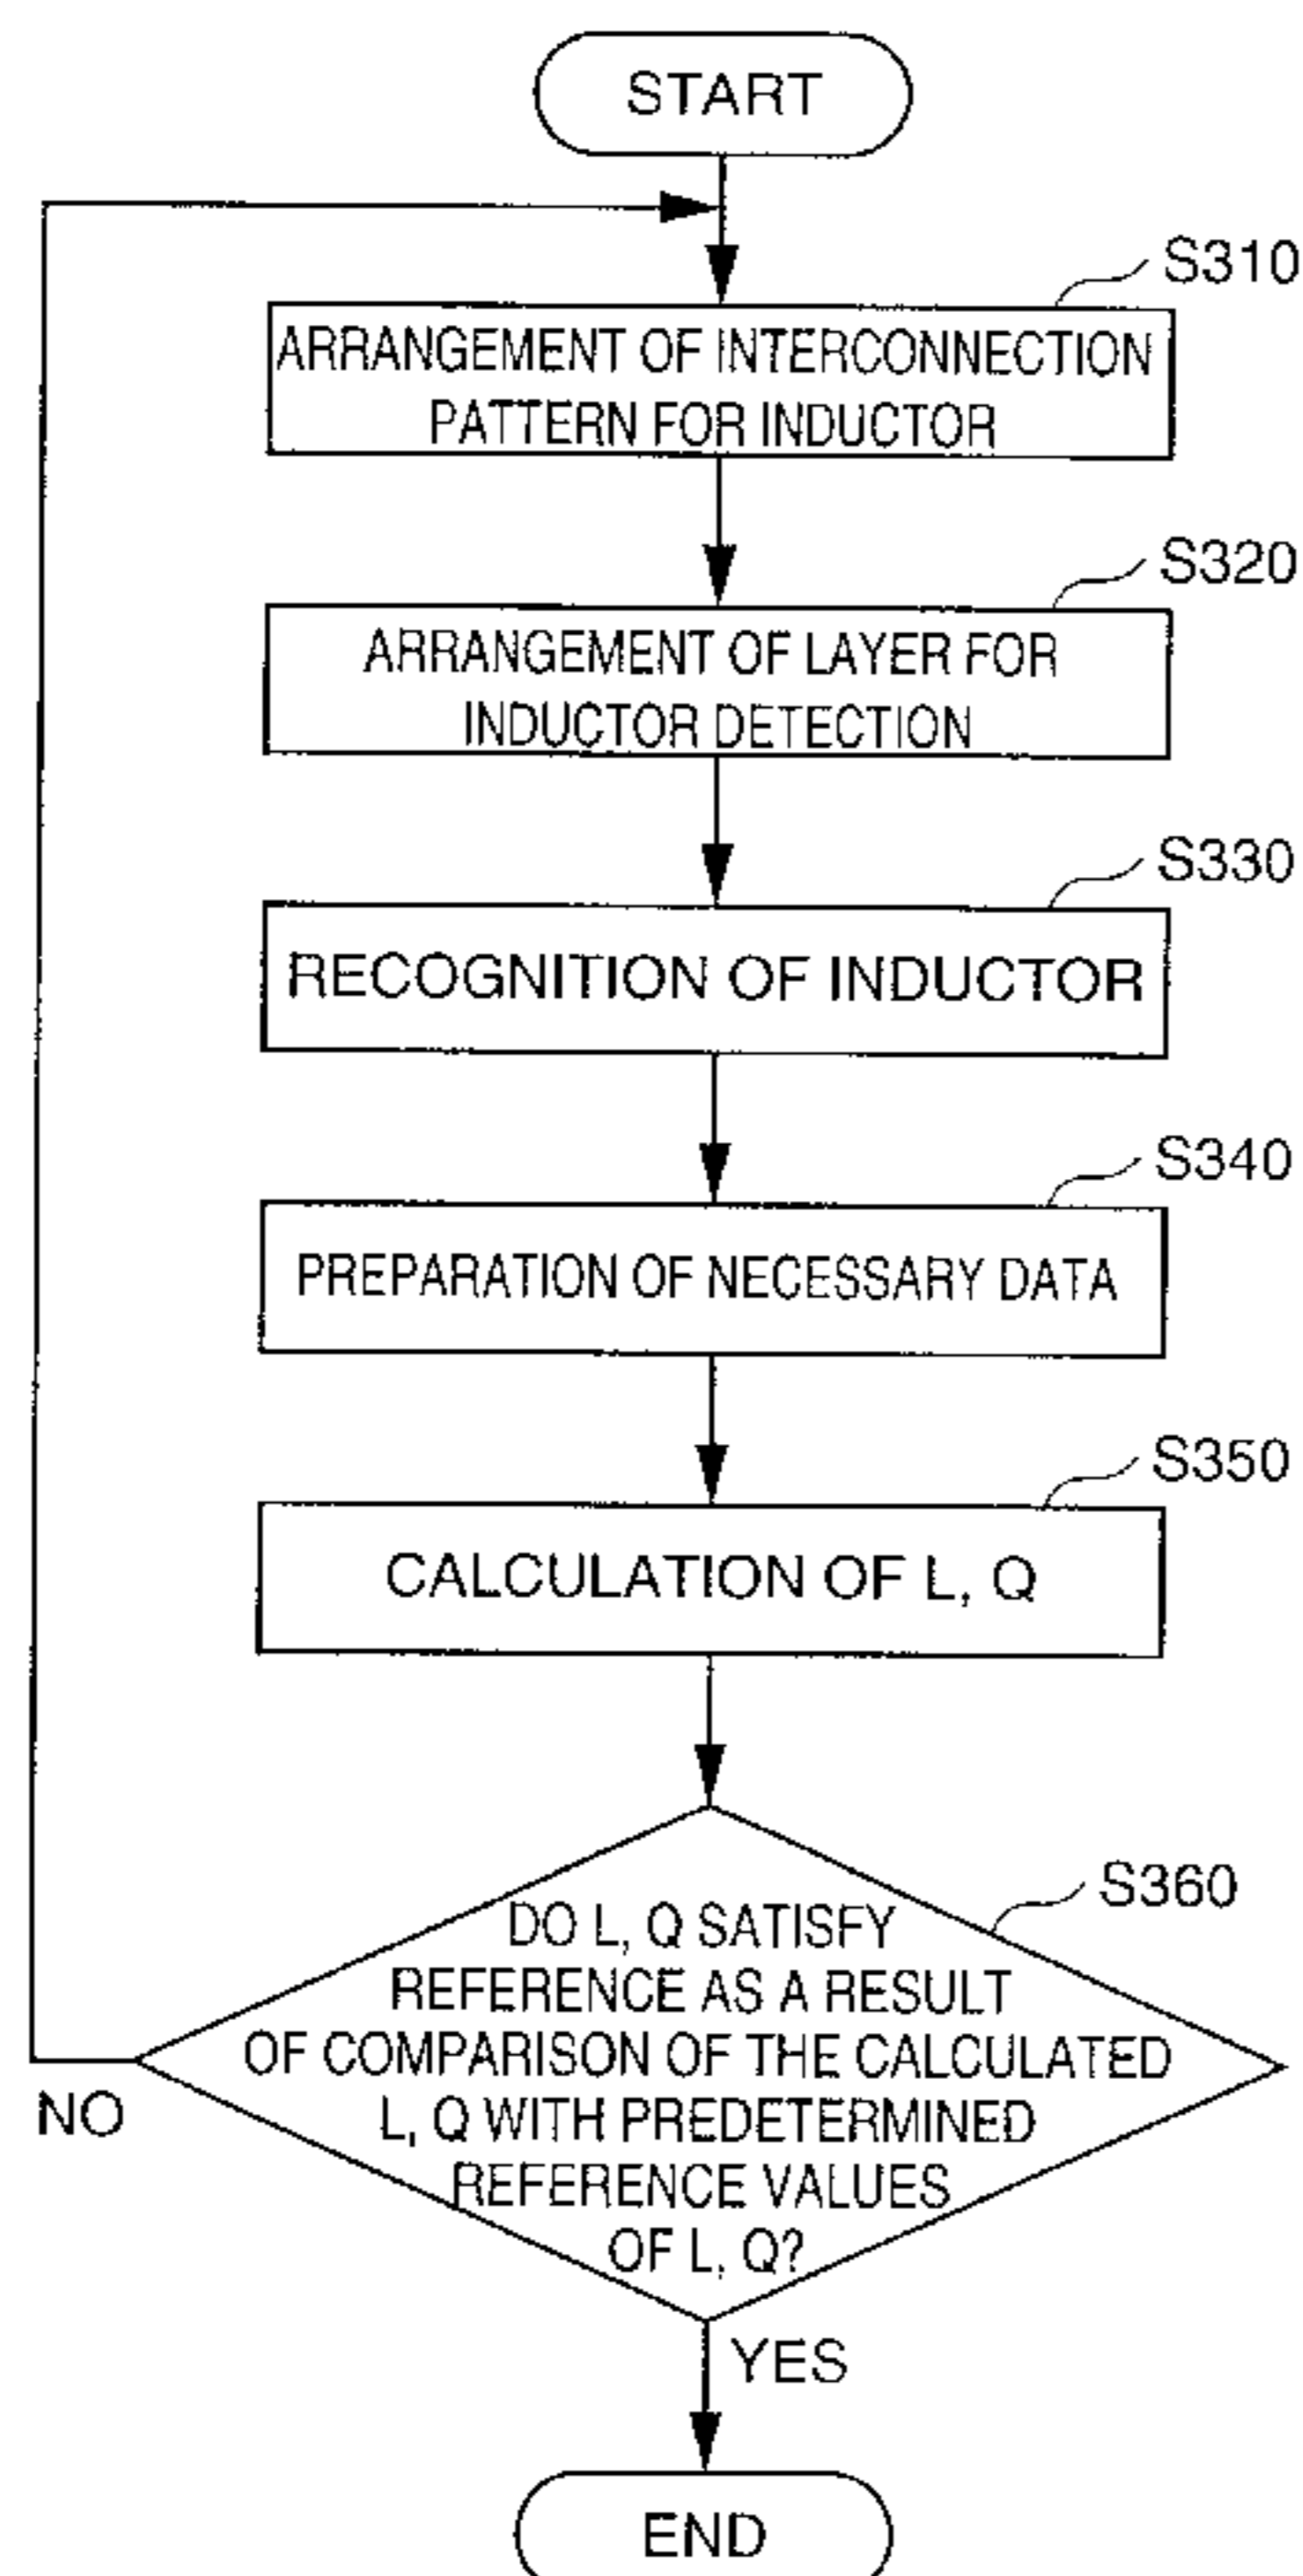 START
S310
ARRANGEMENT OF INTERCONNECTION
PATTERN FOR INDUCTOR
S320
ARRANGEMENT OF LAYER FOR
INDUCTOR DETECTION
S330
RECOGNITION OF INDUCTOR
S340
PREPARATION OF NECESSARY DATA
S350
CALCULATION OF L, Q
S360
DO L, Q SATISFY
REFERENCE AS A RESULT
OF COMPARISON OF THE CALCULATED
L, Q WITH PREDETERMINED
REFERENCE VALUES
OF L, Q?
NO
YES
END